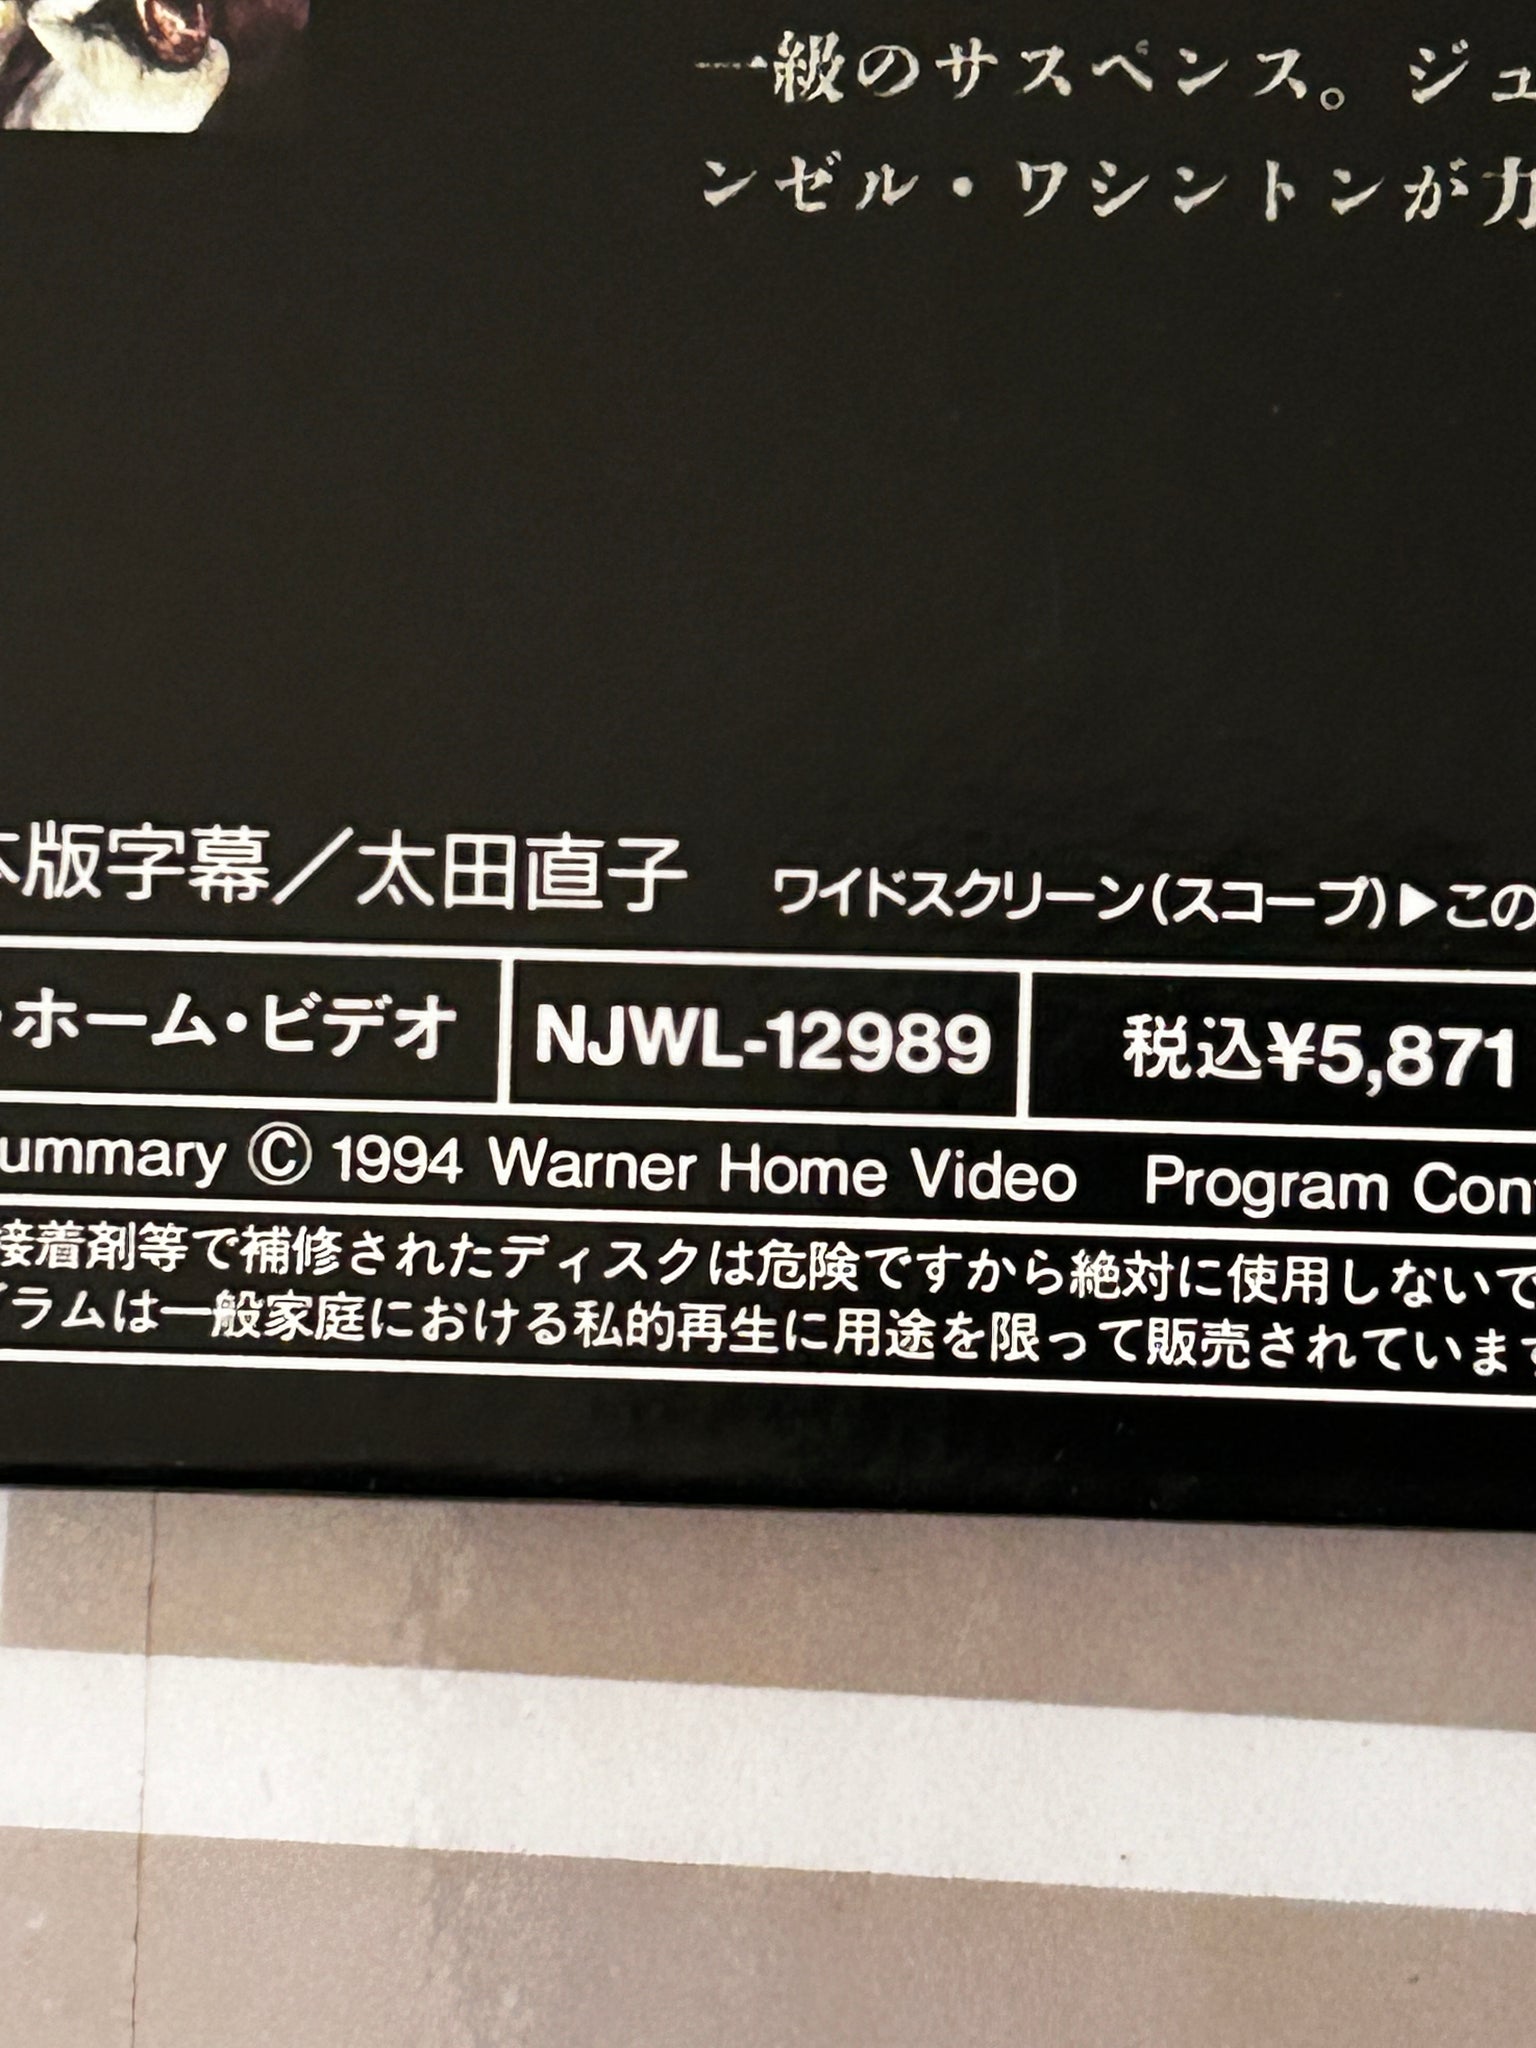 一級のサスペンス。ジュ
ンゼル・ワシントンが力
本版字幕／太田直子 ワイドスクリーン(スコープ)▶この
・ホーム・ビデオ NJWL-12989 税込¥5,871
ummary © 1994 Warner Home Video Program Con
接着剤等で補修されたディスクは危険ですから絶対に使用しないで
グラムは一般家庭における私的再生に用途を限って販売されています